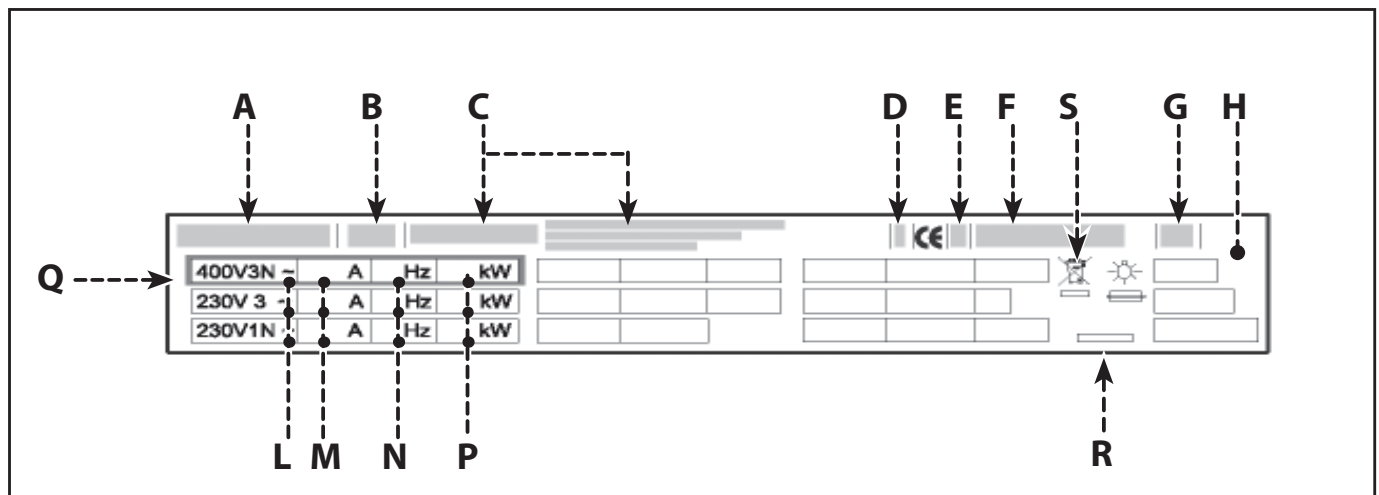 A B C D E F S G H
CE
Q
400V3N ~ A Hz kW
230V 3 ~ A Hz kW
230V1N ~ A Hz kW
L M N P R